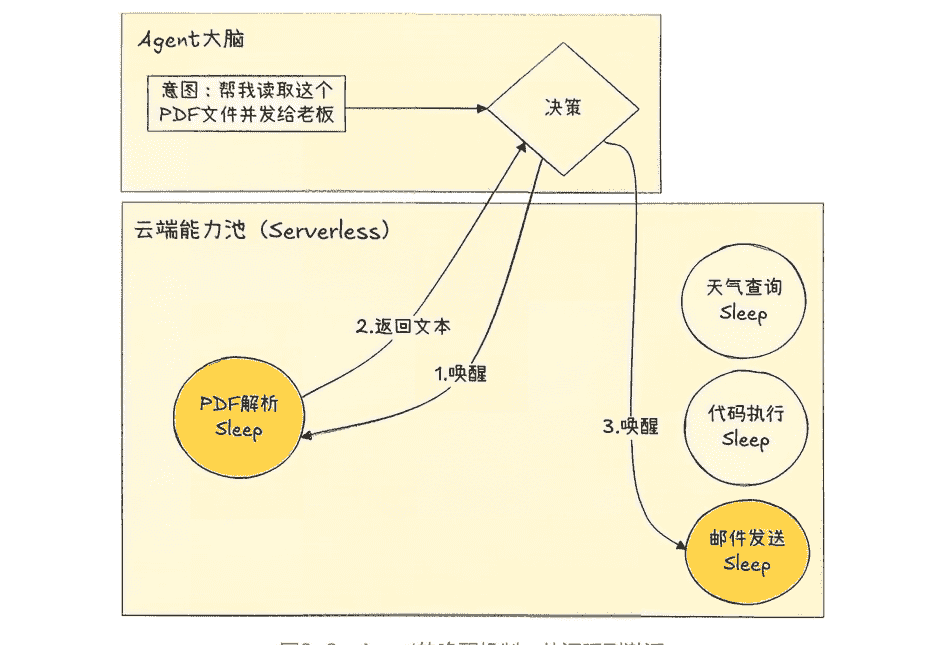 Agent大脑
意图：帮我读取这个
PDF文件并发给老板
决策
云端能力池（Serverless）
天气查询
Sleep
2.返回文本
1.唤醒
PDF解析
Sleep
代码执行
Sleep
3.唤醒
邮件发送
Sleep